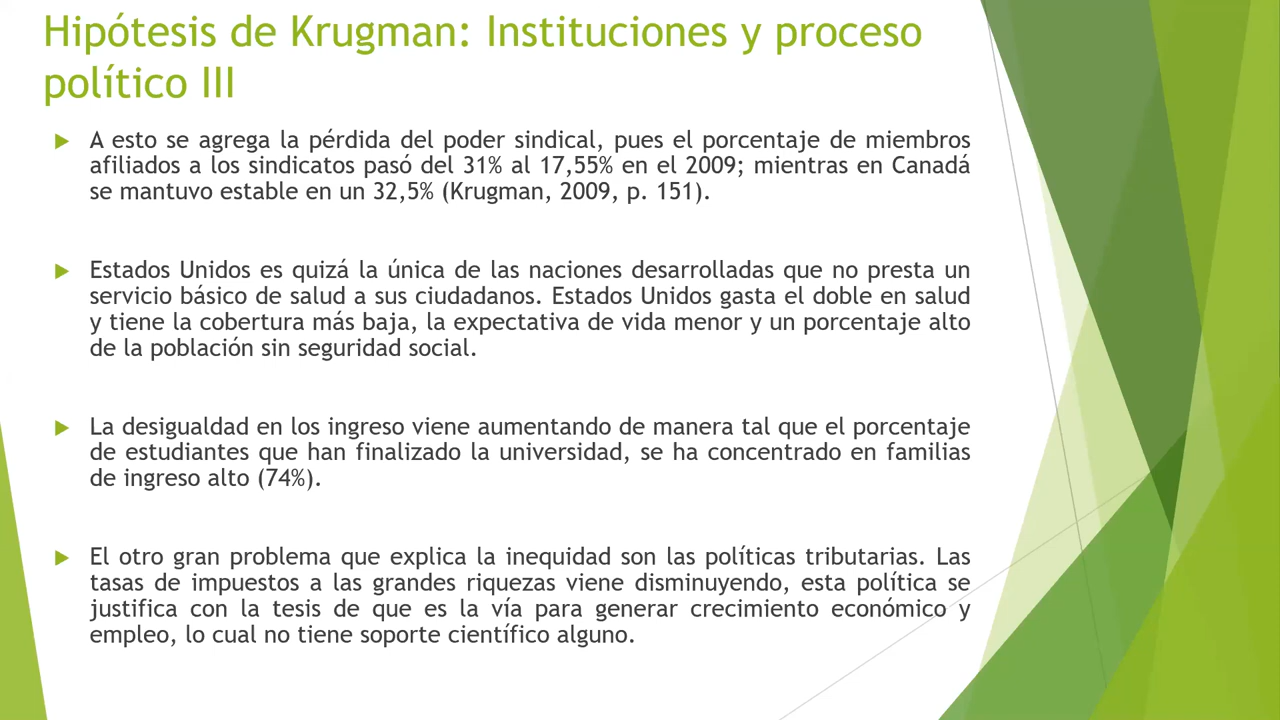 Hipótesis de Krugman: Instituciones y proceso
político III
A esto se agrega la pérdida del poder sindical, pues el porcentaje de miembros
afiliados a los sindicatos pasó del 31% al 17,55% en el 2009; mientras en Canadá
se mantuvo estable en un 32,5% (Krugman, 2009, p. 151).
Estados Unidos es quizá la única de las naciones desarrolladas que no presta un
servicio básico de salud a sus ciudadanos. Estados Unidos gasta el doble en salud
y tiene la cobertura más baja, la expectativa de vida menor y un porcentaje alto
de la población sin seguridad social.
La desigualdad en los ingreso viene aumentando de manera tal que el porcentaje
de estudiantes que han finalizado la universidad, se ha concentrado en familias
de ingreso alto (74%).
El otro gran problema que explica la inequidad son las políticas tributarias. Las
tasas de impuestos a las grandes riquezas viene disminuyendo, esta política se
justifica con la tesis de que es la vía para generar crecimiento económico y
empleo, lo cual no tiene soporte científico alguno.